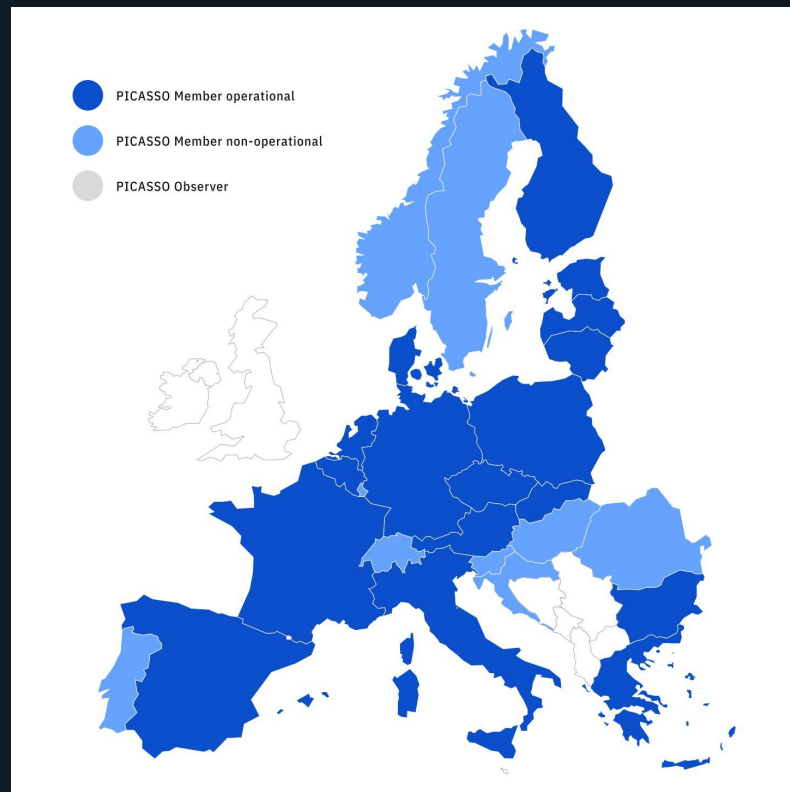 PICASSO Member operational
PICASSO Member non-operational
PICASSO Observer